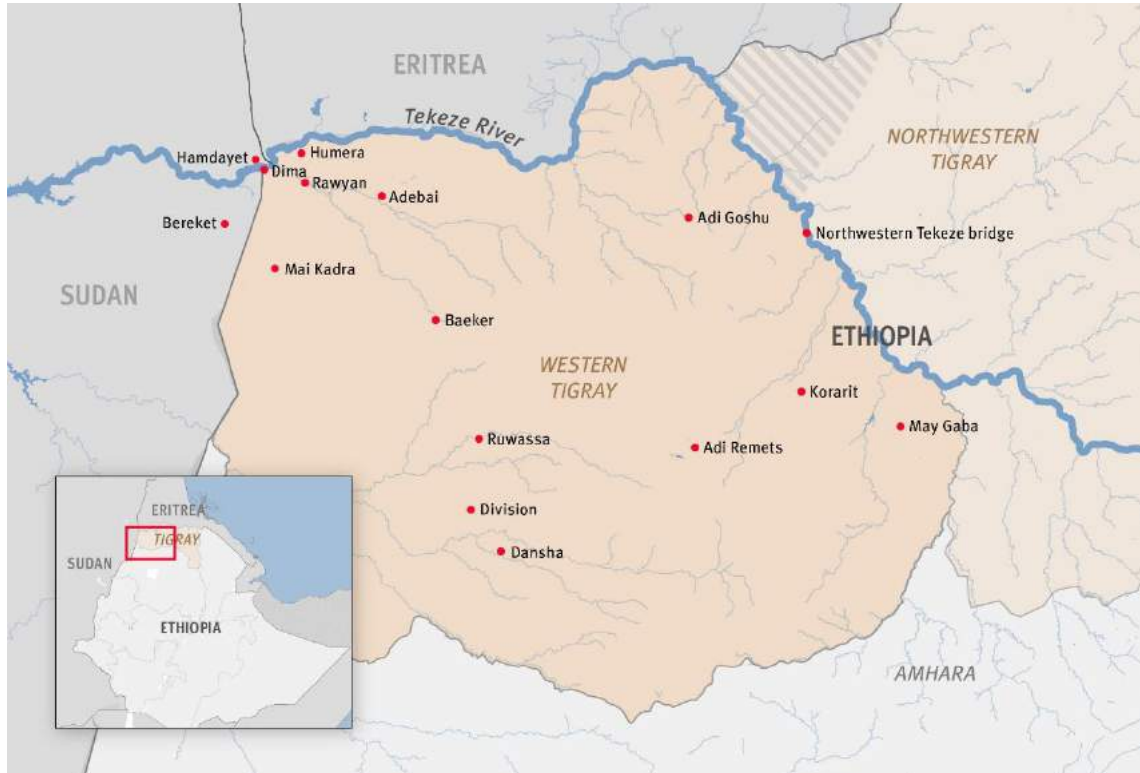 ERITREA
Tekeze River
NORTHWESTERN
TIGRAY
Hamdayet
Humera
Dima
Rawyan
Adebai
Bereket
Adi Goshu
Northwestern Tekeze bridge
Mai Kadra
SUDAN
Baeker
ETHIOPIA
WESTERN
TIGRAY
Korarit
May Gaba
Ruwassa
Adi Remets
Division
Dansha
ERITREA
TIGRAY
SUDAN
ETHIOPIA
AMHARA